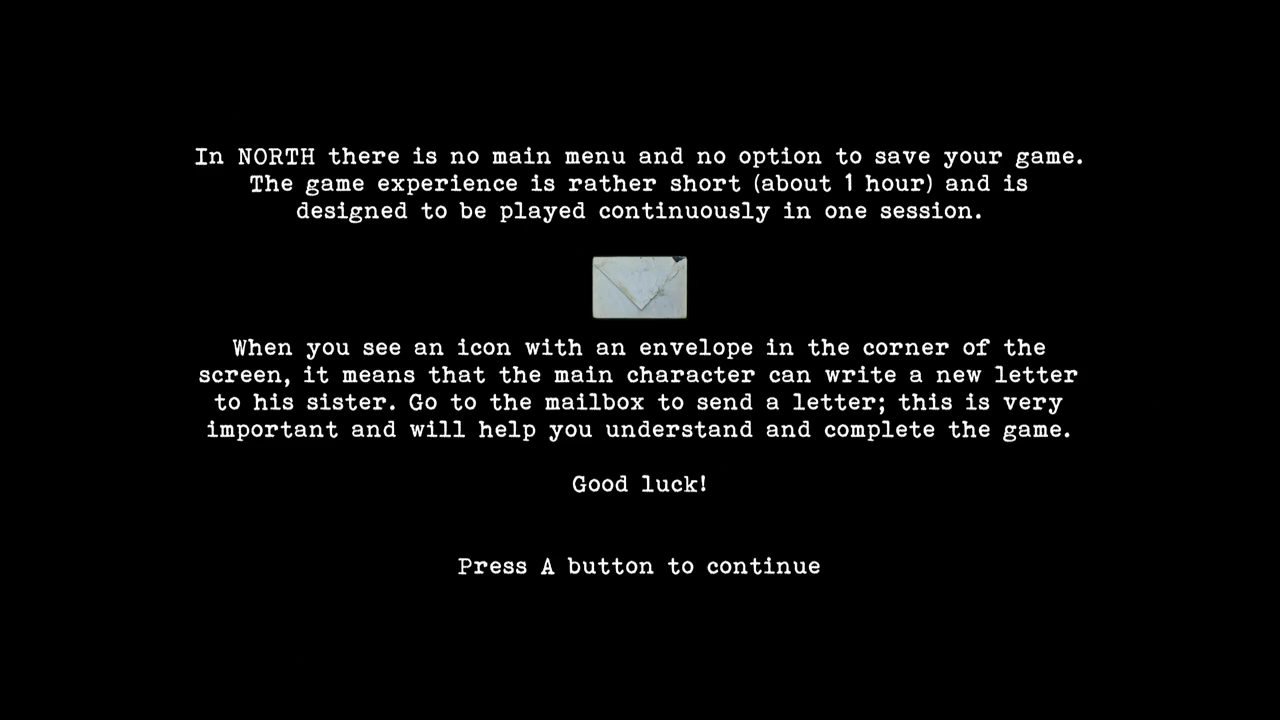 In NORTH there is no main menu and no option to save your game.
The game experience is rather short (about 1 hour) and is
designed to be played continuously in one session.
When you see an icon with an envelope in the corner of the
screen, it means that the main character can write a new letter
to his sister. Go to the mailbox to send a letter; this is very
important and will help you understand and complete the game.
Good luck!
Press A button to continue